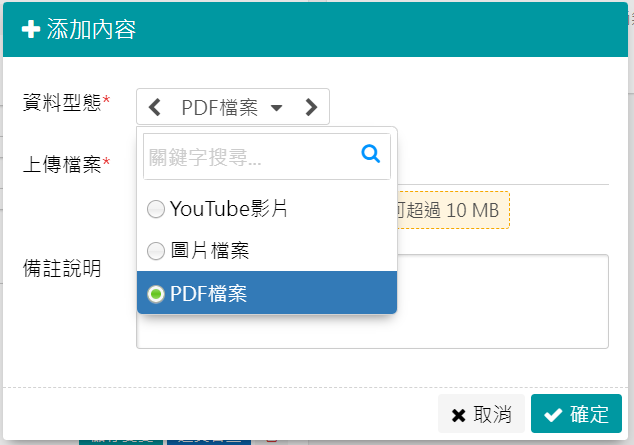 添加內容
資料型態*
PDF檔案
關鍵字搜尋...
上傳檔案*
可超過 10 MB
YouTube影片
圖片檔案
備註說明
PDF檔案
取消
確定